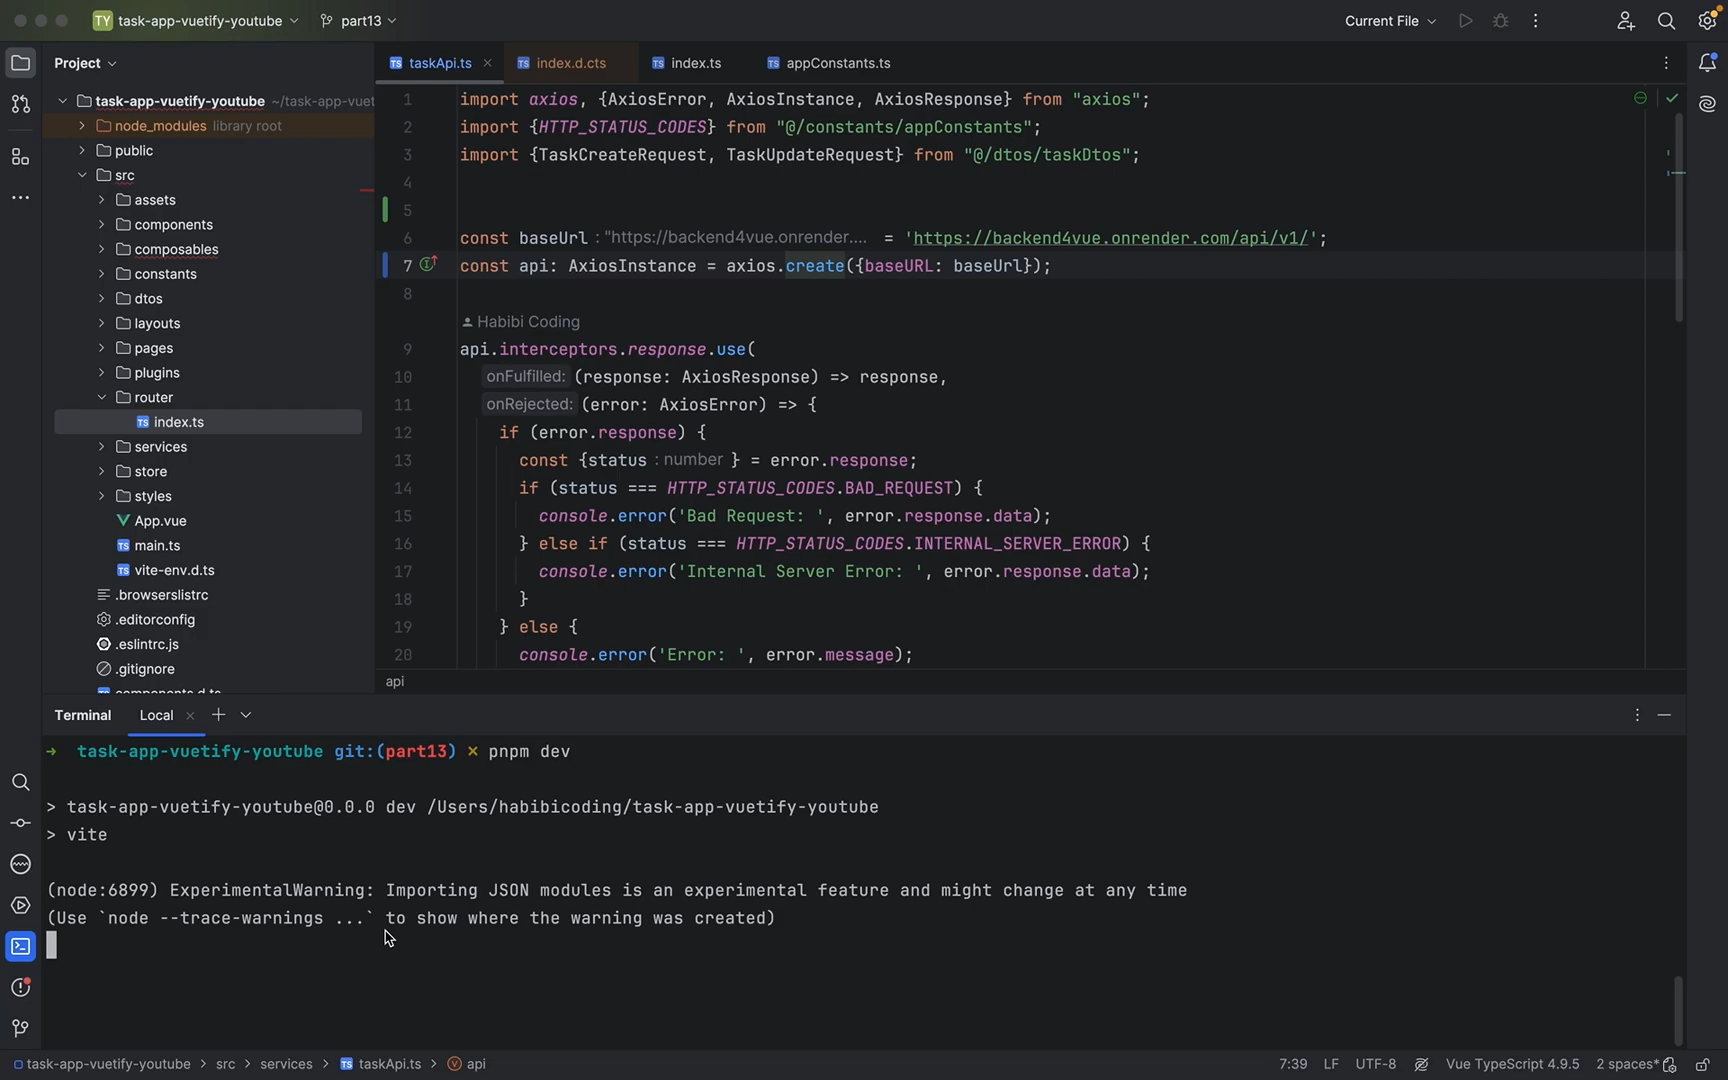 TY task-app-vuetify-youtube part13
Current File
Project
taskApi.ts index.d.cts index.ts appConstants.ts
task-app-vuetify-youtube ~/task-app-vuet
node_modules library root
public
src
assets
components
composables
constants
dtos
layouts
pages
plugins
router
index.ts
services
store
styles
App.vue
main.ts
vite-env.d.ts
.browserslistrc
.editorconfig
.eslintrc.js
.gitignore
components.d.ts
1 import axios, {AxiosError, AxiosInstance, AxiosResponse} from "axios";
2 import {HTTP_STATUS_CODES} from "@/constants/appConstants";
3 import {TaskCreateRequest, TaskUpdateRequest} from "@/dtos/taskDtos";
4
5
6 const baseUrl : "https://backend4vue.onrender.... = 'https://backend4vue.onrender.com/api/v1/';
7 const api: AxiosInstance = axios.create({baseURL: baseUrl});
8
Habibi Coding
9 api.interceptors.response.use(
10 onFulfilled: (response: AxiosResponse) => response,
11 onRejected: (error: AxiosError) => {
12 if (error.response) {
13 const {status : number } = error.response;
14 if (status === HTTP_STATUS_CODES.BAD_REQUEST) {
15 console.error('Bad Request: ', error.response.data);
16 } else if (status === HTTP_STATUS_CODES.INTERNAL_SERVER_ERROR) {
17 console.error('Internal Server Error: ', error.response.data);
18 }
19 } else {
20 console.error('Error: ', error.message);
api
Terminal Local
→ task-app-vuetify-youtube git:(part13) × pnpm dev
> task-app-vuetify-youtube@0.0.0 dev /Users/habibicoding/task-app-vuetify-youtube
> vite
(node:6899) ExperimentalWarning: Importing JSON modules is an experimental feature and might change at any time
(Use `node --trace-warnings ...` to show where the warning was created)
task-app-vuetify-youtube > src > services > taskApi.ts > api
7:39 LF UTF-8 Vue TypeScript 4.9.5 2 spaces*